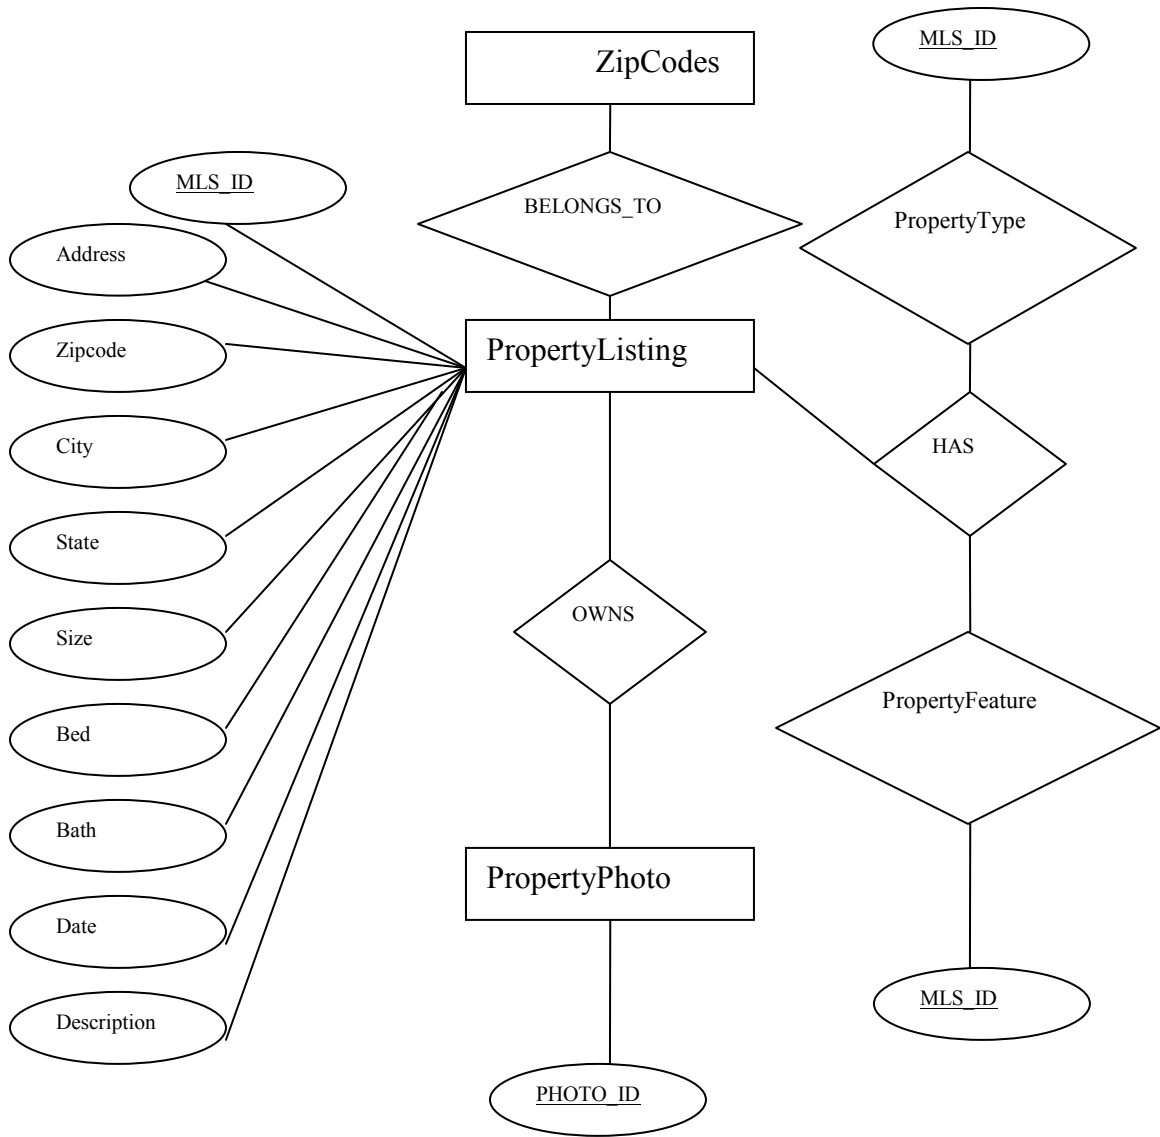 MLS_ID
ZipCodes
MLS_ID
BELONGS_TO
PropertyType
Address
Zipcode
PropertyListing
City
HAS
State
Size
OWNS
Bed
PropertyFeature
Bath
PropertyPhoto
Date
MLS_ID
Description
PHOTO_ID